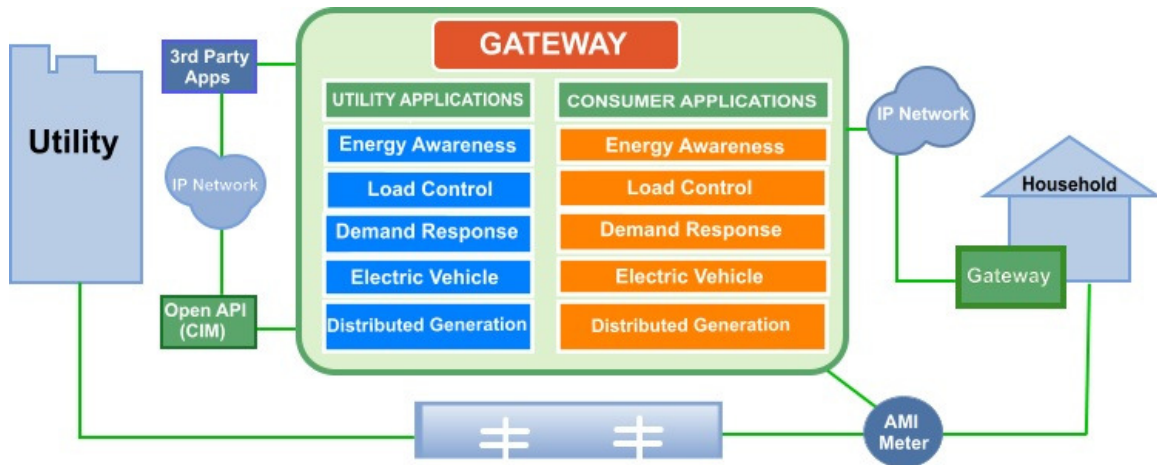 GATEWAY
3rd Party
Apps
UTILITY APPLICATIONS
CONSUMER APPLICATIONS
Utility
IP Network
Energy Awareness
Energy Awareness
IP Network
Load Control
Load Control
Household
Demand Response
Demand Response
Electric Vehicle
Electric Vehicle
Gateway
Open API
(CIM)
Distributed Generation
Distributed Generation
AMI
Meter